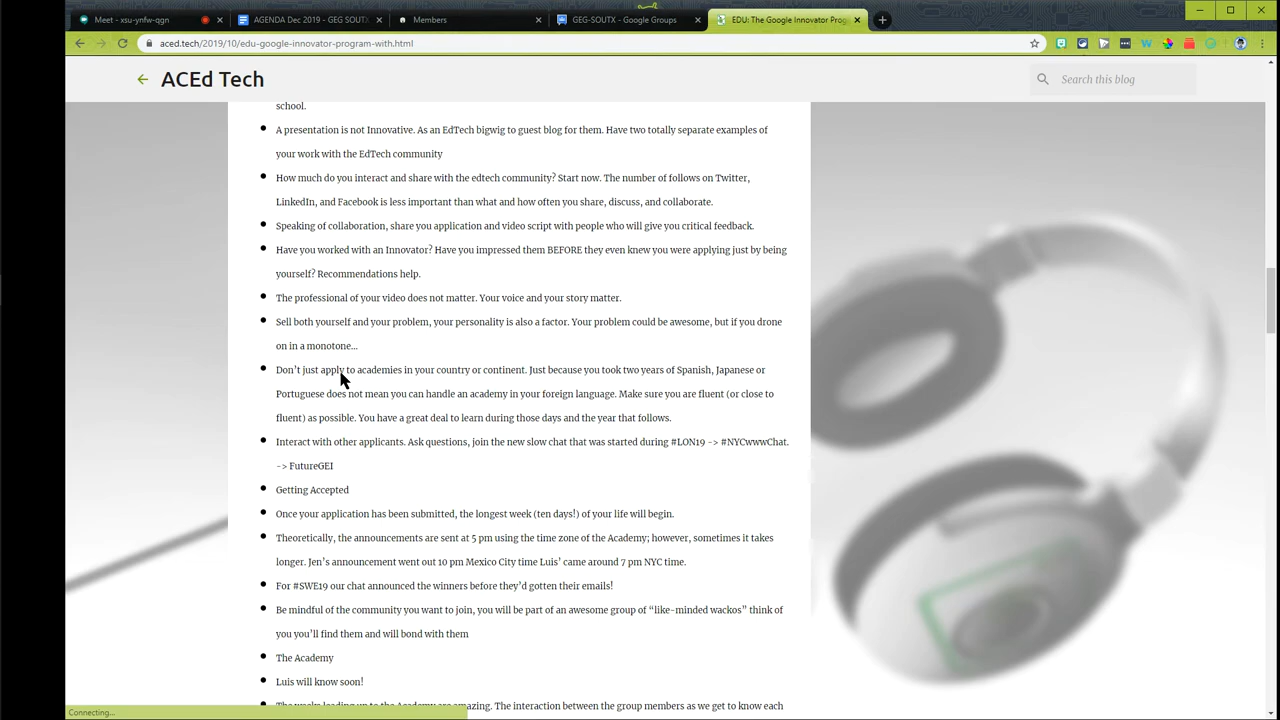 Meet - xsu-ynfw-qgn
AGENDA Dec 2019 - GEG SOUTX
Members
GEG-SOUTX - Google Groups
EDU: The Google Innovator Prog
aced.tech/2019/10/edu-google-innovator-program-with.html
ACEd Tech
Search this blog
school.
A presentation is not Innovative. As an EdTech bigwig to guest blog for them. Have two totally separate examples of
your work with the EdTech community
How much do you interact and share with the edtech community? Start now. The number of follows on Twitter,
LinkedIn, and Facebook is less important than what and how often you share, discuss, and collaborate.
Speaking of collaboration, share you application and video script with people who will give you critical feedback.
Have you worked with an Innovator? Have you impressed them BEFORE they even knew you were applying just by being
yourself? Recommendations help.
The professional of your video does not matter. Your voice and your story matter.
Sell both yourself and your problem, your personality is also a factor. Your problem could be awesome, but if you drone
on in a monotone...
Don't just apply to academies in your country or continent. Just because you took two years of Spanish, Japanese or
Portuguese does not mean you can handle an academy in your foreign language. Make sure you are fluent (or close to
fluent) as possible. You have a great deal to learn during those days and the year that follows.
Interact with other applicants. Ask questions, join the new slow chat that was started during #LON19 -> #NYCwwwChat.
-> FutureGEI
Getting Accepted
Once your application has been submitted, the longest week (ten days!) of your life will begin.
Theoretically, the announcements are sent at 5 pm using the time zone of the Academy; however, sometimes it takes
longer. Jen's announcement went out 10 pm Mexico City time Luis' came around 7 pm NYC time.
For #SWE19 our chat announced the winners before they'd gotten their emails!
Be mindful of the community you want to join, you will be part of an awesome group of “like-minded wackos” think of
you you'll find them and will bond with them
The Academy
Luis will know soon!
The weeks leading up to the Academy are amazing. The interaction between the group members as we get to know each
Connecting...